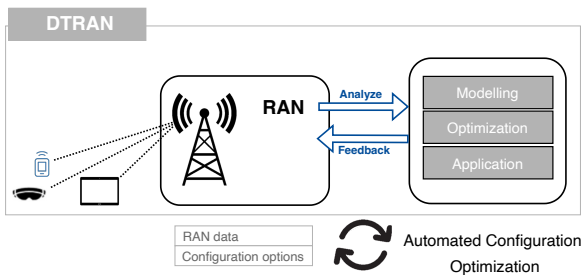 DTRAN
RAN
Analyze
Feedback
Modelling
Optimization
Application
RAN data
Configuration options
Automated Configuration
Optimization